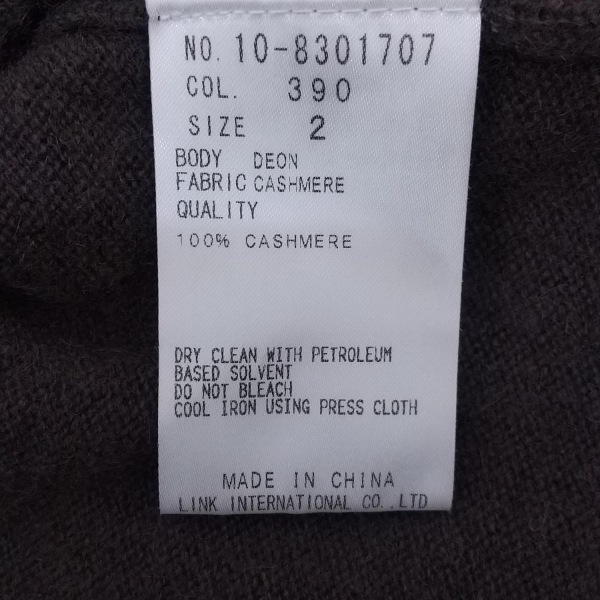 NO. 10-8301707
COL. 390
SIZE 2
BODY DEON
FABRIC CASHMERE
QUALITY
100% CASHMERE
DRY CLEAN WITH PETROLEUM
BASED SOLVENT
DO NOT BLEACH
COOL IRON USING PRESS CLOTH
MADE IN CHINA
LINK INTERNATIONAL CO.,LTD